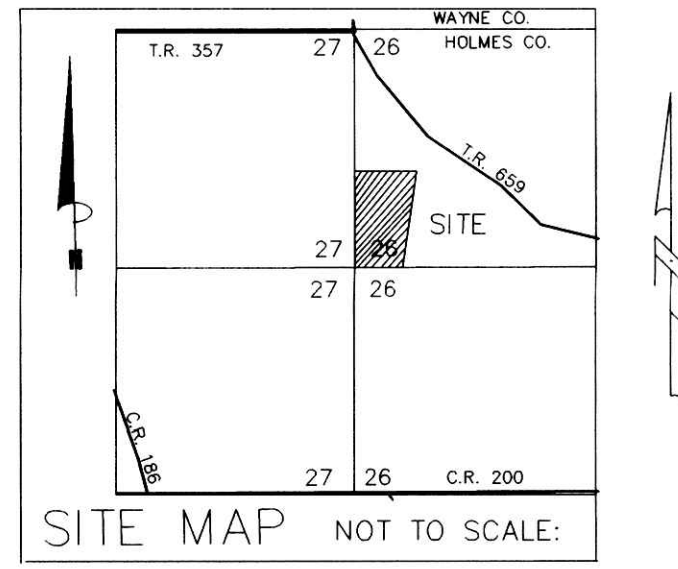 WAYNE CO.
T.R. 357
27 26
HOLMES CO.
T.R. 659
SITE
27 26
N
27 26
C.R. 186
27 26
C.R. 200
SITE MAP NOT TO SCALE: